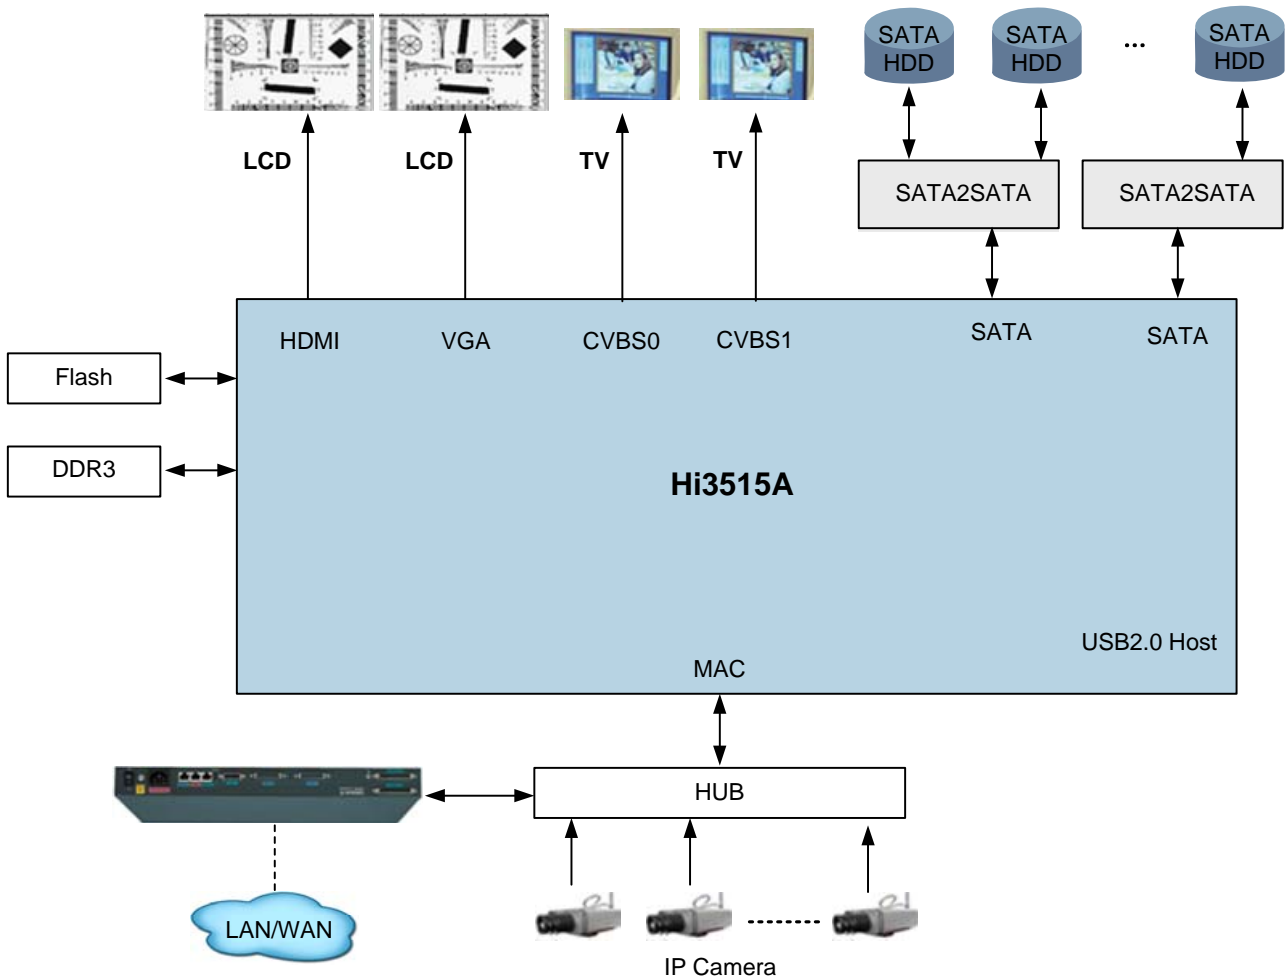 SATA
HDD
SATA
HDD
...
SATA
HDD
LCD
LCD
TV
TV
SATA2SATA
SATA2SATA
HDMI
VGA
CVBS0
CVBS1
SATA
SATA
Flash
DDR3
Hi3515A
USB2.0 Host
MAC
HUB
LAN/WAN
IP Camera